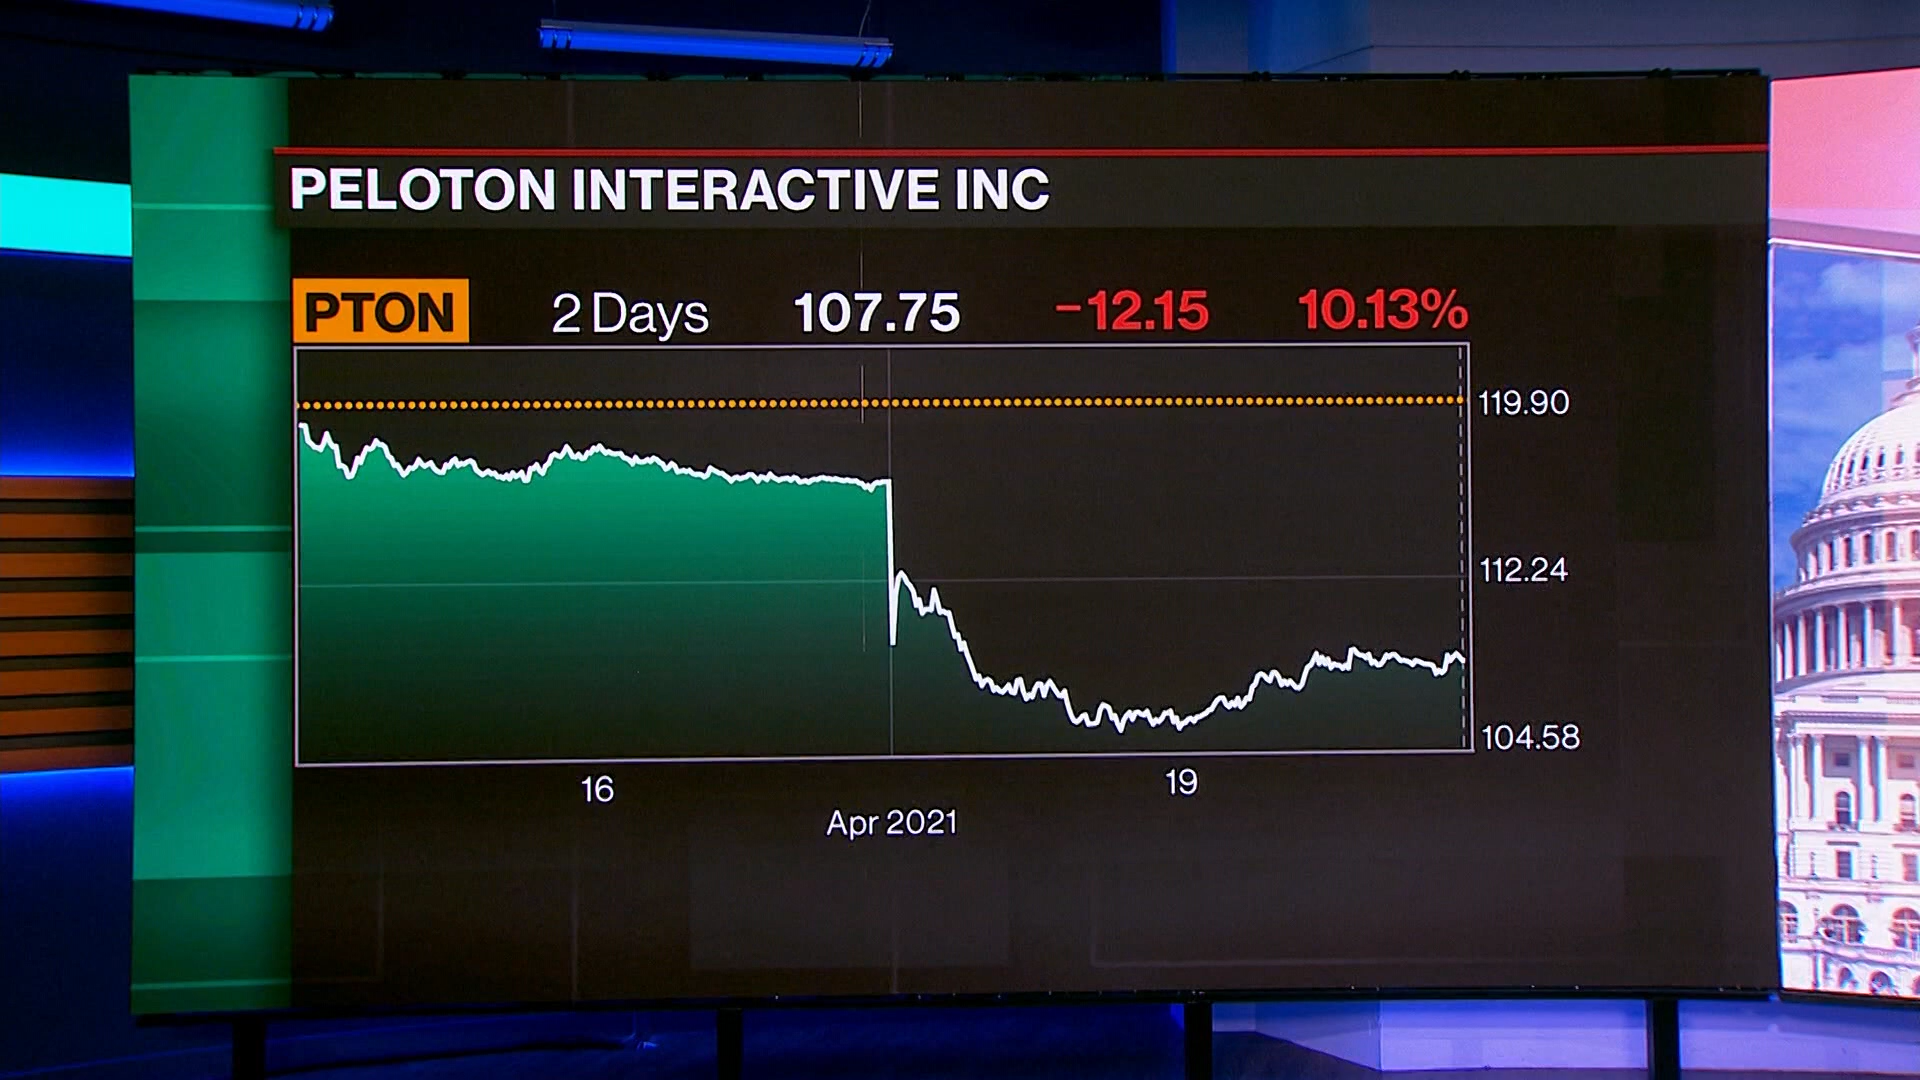 PELOTON INTERACTIVE INC
PTON 2 Days 107.75 -12.15 10.13%
119.90
112.24
104.58
16 19
Apr 2021